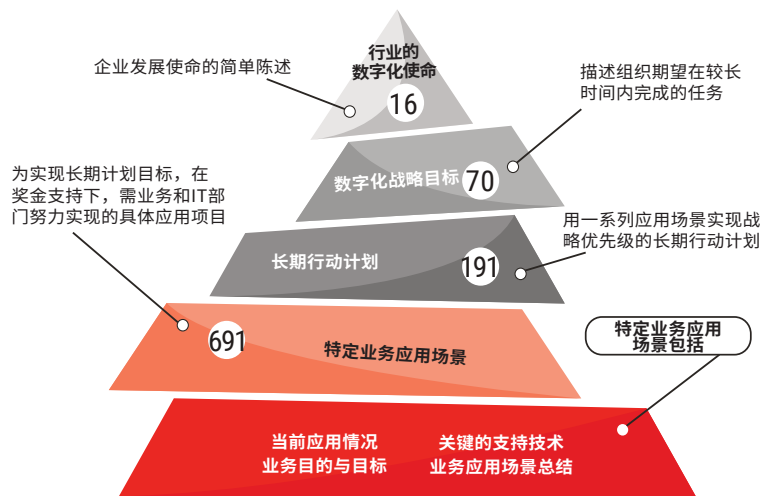 行业的
数字化使命
16
企业发展使命的简单陈述
描述组织期望在较长
时间内完成的任务
数字化战略目标
70
为实现长期计划目标，在
奖金支持下，需业务和IT部
门努力实现的具体应用项目
用一系列应用场景实现战
略优先级的长期行动计划
长期行动计划
191
691
特定业务应用场景
特定业务应用
场景包括
当前应用情况
业务目的与目标
关键的支持技术
业务应用场景总结